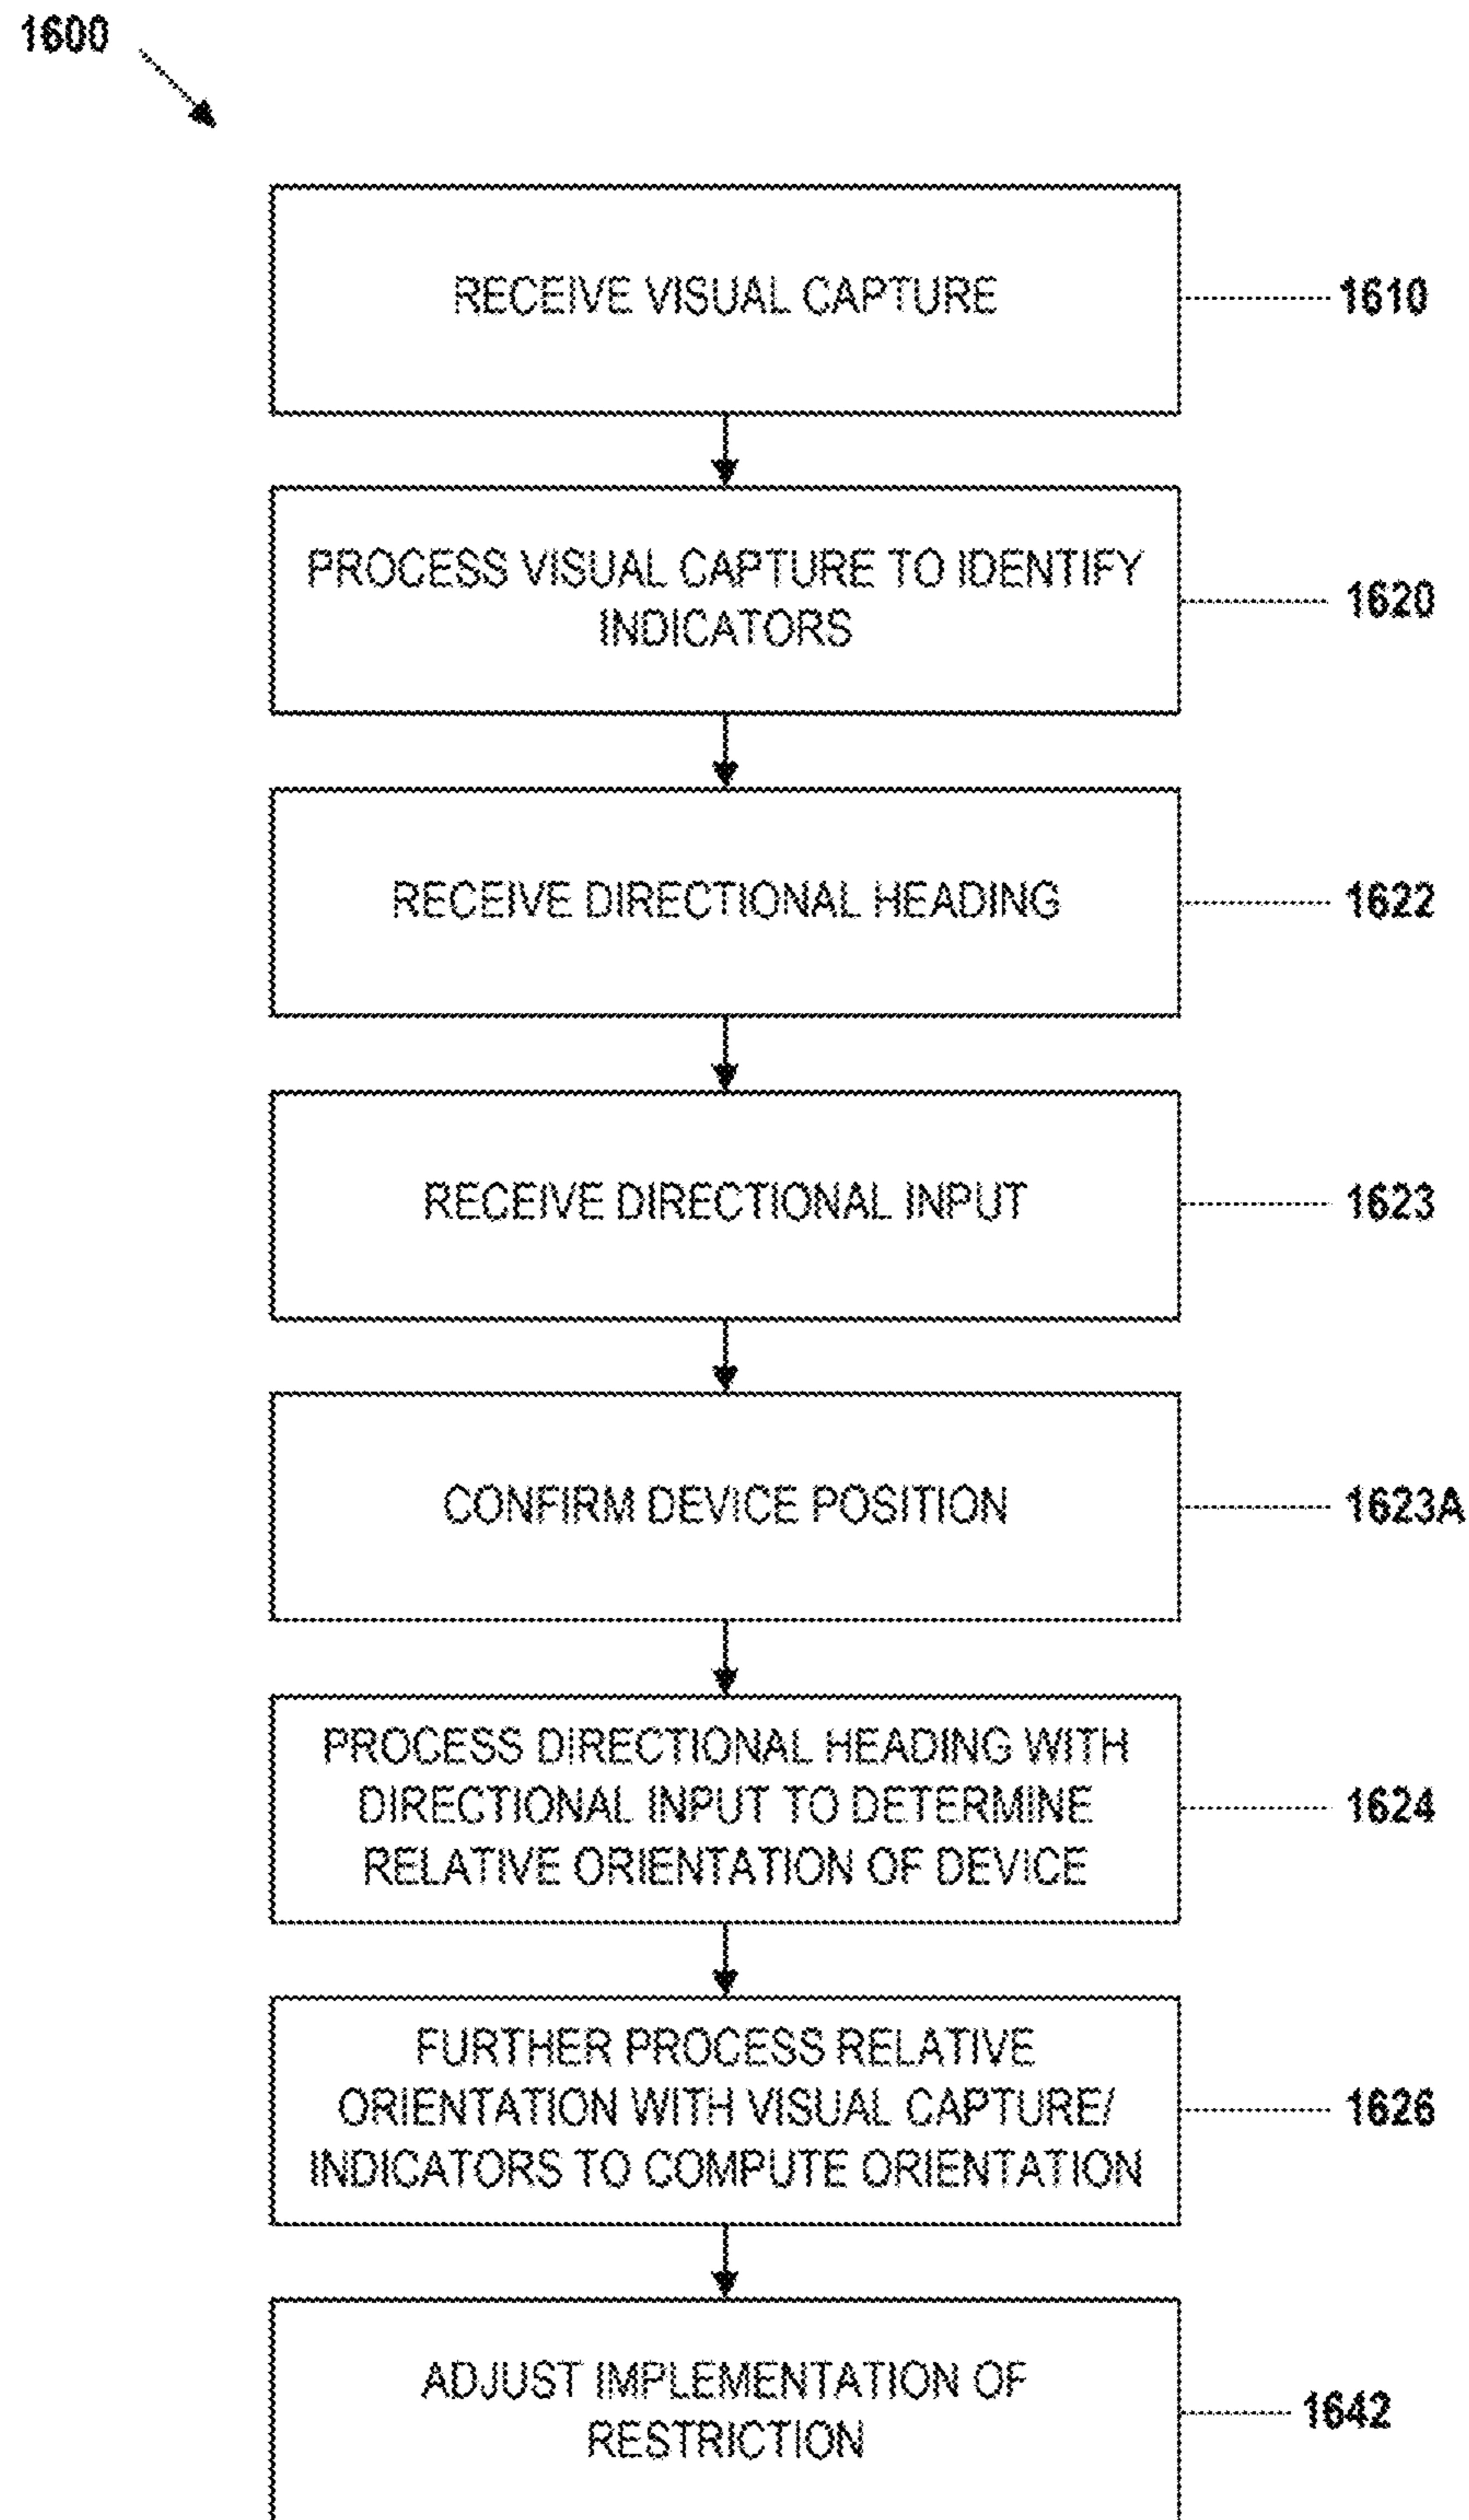 1600
RECEIVE VISUAL CAPTURE
1610
PROCESS VISUAL CAPTURE TO IDENTIFY
INDICATORS
1620
RECEIVE DIRECTIONAL HEADING
1622
RECEIVE DIRECTIONAL INPUT
1623
CONFIRM DEVICE POSITION
1623A
PROCESS DIRECTIONAL HEADING WITH
DIRECTIONAL INPUT TO DETERMINE
RELATIVE ORIENTATION OF DEVICE
1624
FURTHER PROCESS RELATIVE
ORIENTATION WITH VISUAL CAPTURE/
INDICATORS TO COMPUTE ORIENTATION
1626
ADJUST IMPLEMENTATION OF
RESTRICTION
1642